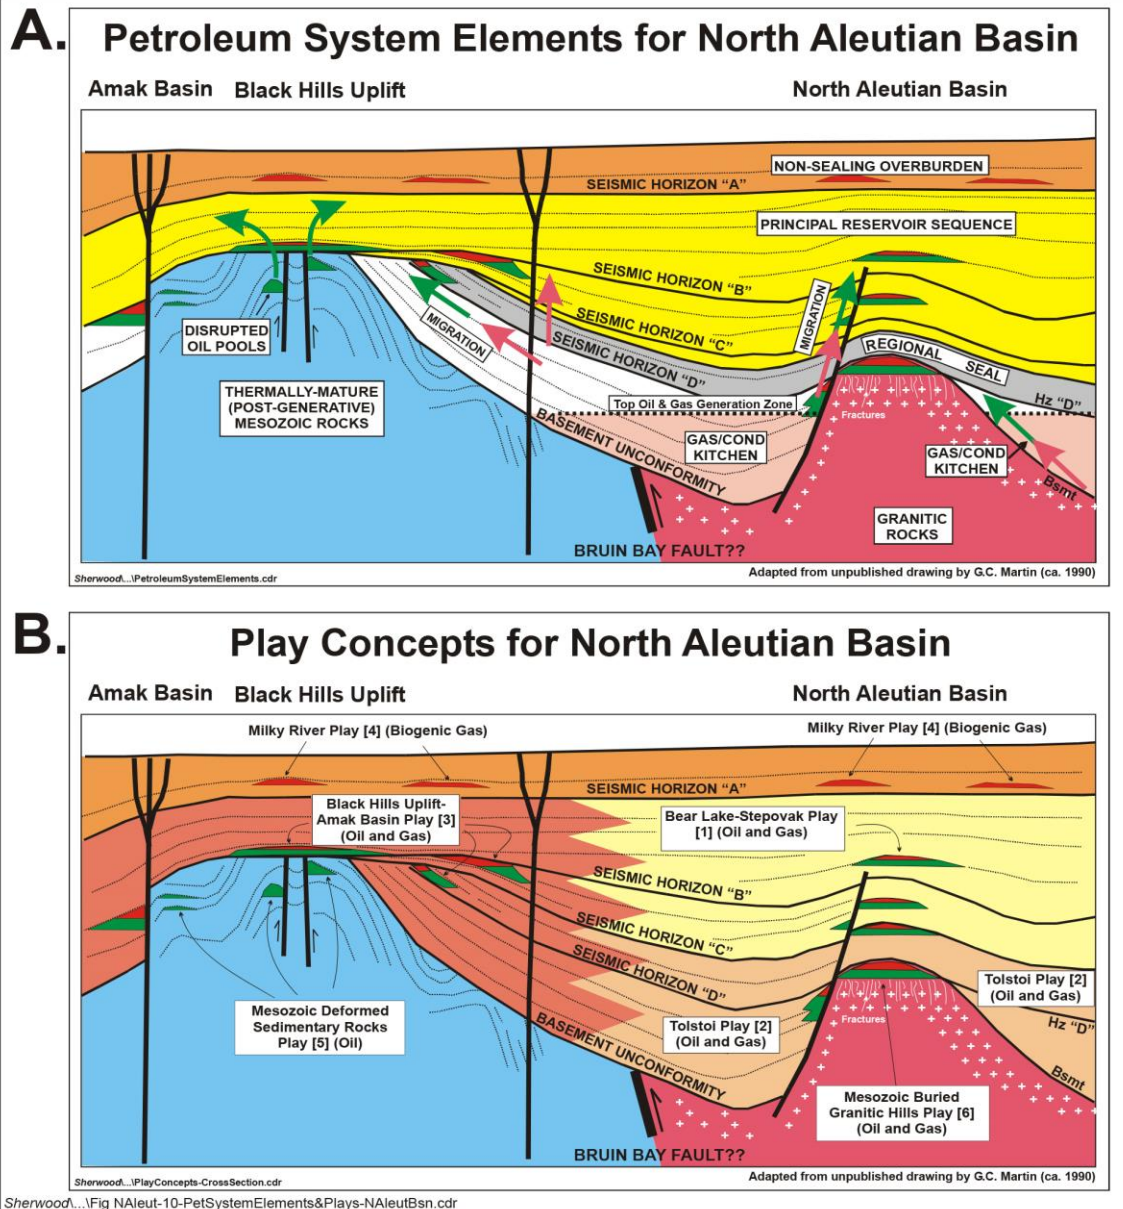 A.
Petroleum System Elements for North Aleutian Basin
Amak Basin
Black Hills Uplift
North Aleutian Basin
NON-SEALING OVERBURDEN
SEISMIC HORIZON "A"
PRINCIPAL RESERVOIR SEQUENCE
SEISMIC HORIZON "B"
MIGRATION
SEISMIC HORIZON "C"
DISRUPTED
OIL POOLS
MIGRATION
SEISMIC HORIZON "D"
REGIONAL SEAL
THERMALLY-MATURE
(POST-GENERATIVE)
MESOZOIC ROCKS
Top Oil & Gas Generation Zone
Hz "D"
Fractures
BASEMENT UNCONFORMITY
GAS/COND
KITCHEN
GAS/COND
KITCHEN
Bsmt
GRANITIC
ROCKS
BRUIN BAY FAULT??
Sherwood\...\PetroleumSystemElements.cdr
Adapted from unpublished drawing by G.C. Martin (ca. 1990)
B.
Play Concepts for North Aleutian Basin
Amak Basin
Black Hills Uplift
North Aleutian Basin
Milky River Play [4] (Biogenic Gas)
Milky River Play [4] (Biogenic Gas)
SEISMIC HORIZON "A"
Black Hills Uplift-
Amak Basin Play [3]
(Oil and Gas)
Bear Lake-Stepovak Play
[1] (Oil and Gas)
SEISMIC HORIZON "B"
SEISMIC HORIZON "C"
SEISMIC HORIZON "D"
Tolstoi Play [2]
(Oil and Gas)
Mesozoic Deformed
Sedimentary Rocks
Play [5] (Oil)
BASEMENT UNCONFORMITY
Tolstoi Play [2]
(Oil and Gas)
Fractures
Hz "D"
Bsmt
Mesozoic Buried
Granitic Hills Play [6]
(Oil and Gas)
BRUIN BAY FAULT??
Sherwood\...\PlayConcepts-CrossSection.cdr
Adapted from unpublished drawing by G.C. Martin (ca. 1990)
Sherwood\...\Fig NAleut-10-PetSystemElements&Plays-NAleutBsn.cdr